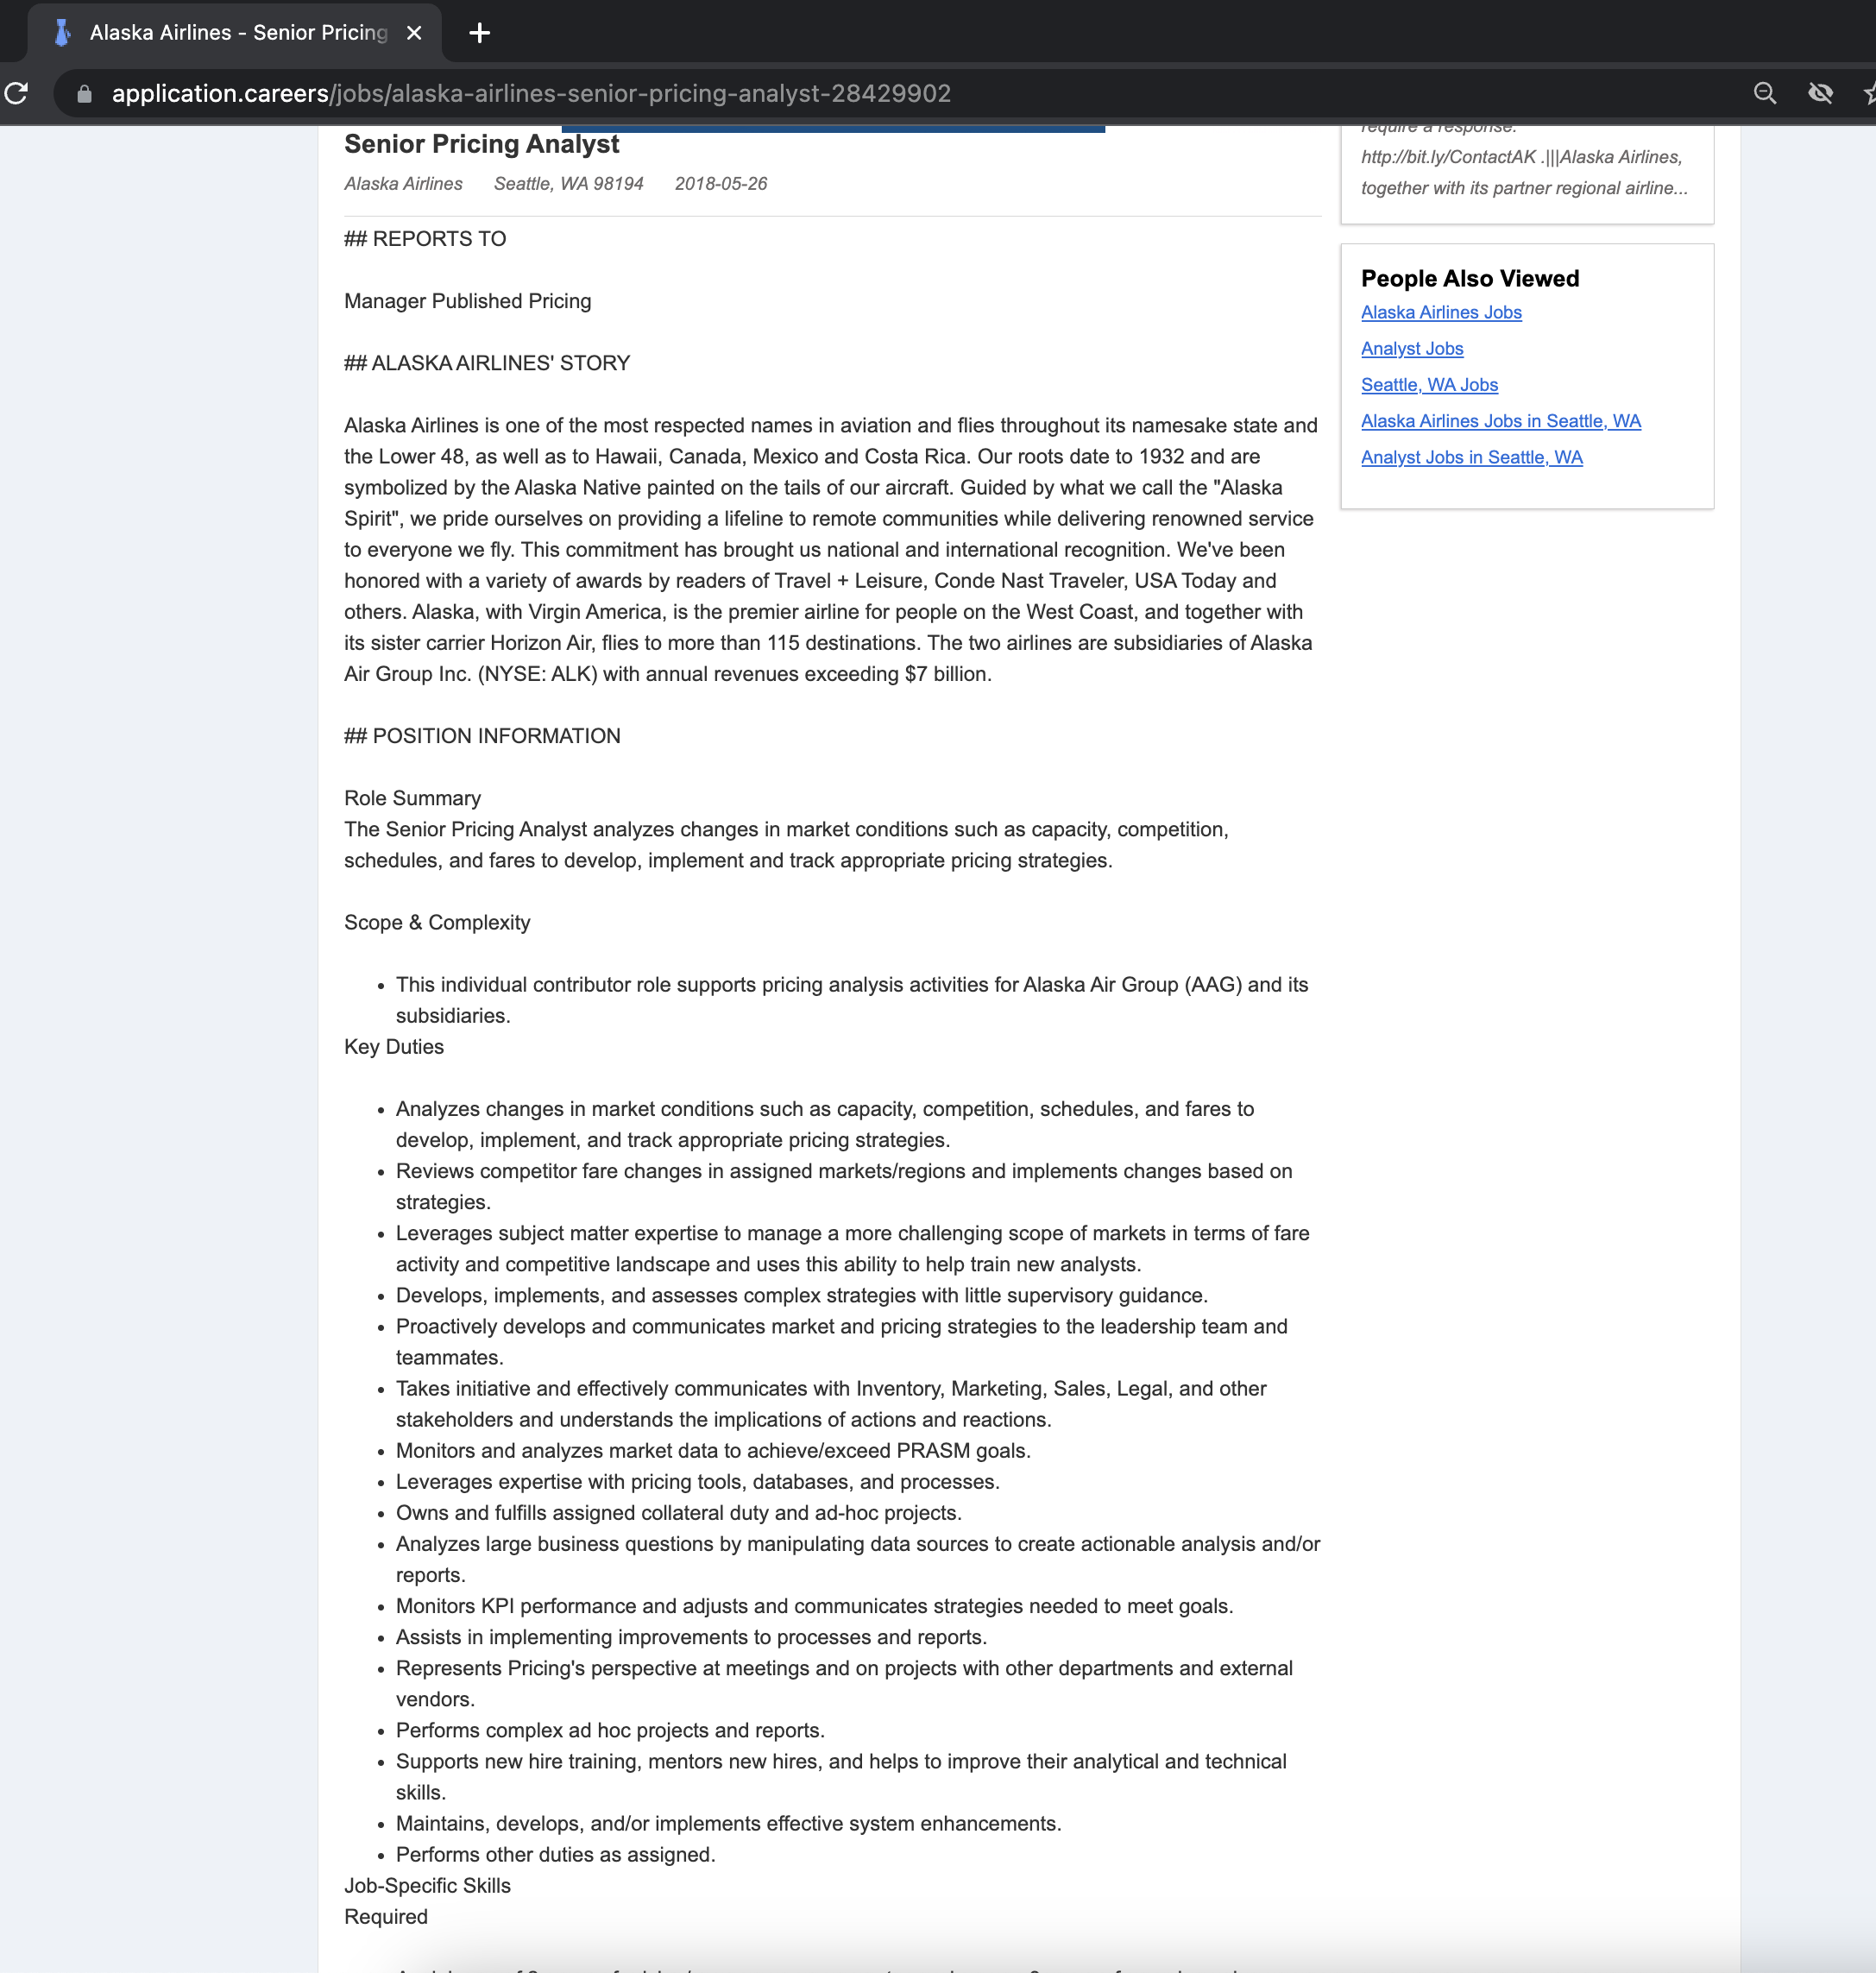 Alaska Airlines - Senior Pricing
application.careers/jobs/alaska-airlines-senior-pricing-analyst-28429902
Senior Pricing Analyst
Alaska Airlines Seattle, WA 98194 2018-05-26
## REPORTS TO
Manager Published Pricing
## ALASKA AIRLINES' STORY
Alaska Airlines is one of the most respected names in aviation and flies throughout its namesake state and
the Lower 48, as well as to Hawaii, Canada, Mexico and Costa Rica. Our roots date to 1932 and are
symbolized by the Alaska Native painted on the tails of our aircraft. Guided by what we call the "Alaska
Spirit", we pride ourselves on providing a lifeline to remote communities while delivering renowned service
to everyone we fly. This commitment has brought us national and international recognition. We've been
honored with a variety of awards by readers of Travel + Leisure, Conde Nast Traveler, USA Today and
others. Alaska, with Virgin America, is the premier airline for people on the West Coast, and together with
its sister carrier Horizon Air, flies to more than 115 destinations. The two airlines are subsidiaries of Alaska
Air Group Inc. (NYSE: ALK) with annual revenues exceeding $7 billion.
## POSITION INFORMATION
Role Summary
The Senior Pricing Analyst analyzes changes in market conditions such as capacity, competition,
schedules, and fares to develop, implement and track appropriate pricing strategies.
Scope & Complexity
• This individual contributor role supports pricing analysis activities for Alaska Air Group (AAG) and its
subsidiaries.
Key Duties
• Analyzes changes in market conditions such as capacity, competition, schedules, and fares to
develop, implement, and track appropriate pricing strategies.
• Reviews competitor fare changes in assigned markets/regions and implements changes based on
strategies.
• Leverages subject matter expertise to manage a more challenging scope of markets in terms of fare
activity and competitive landscape and uses this ability to help train new analysts.
• Develops, implements, and assesses complex strategies with little supervisory guidance.
• Proactively develops and communicates market and pricing strategies to the leadership team and
teammates.
• Takes initiative and effectively communicates with Inventory, Marketing, Sales, Legal, and other
stakeholders and understands the implications of actions and reactions.
• Monitors and analyzes market data to achieve/exceed PRASM goals.
• Leverages expertise with pricing tools, databases, and processes.
• Owns and fulfills assigned collateral duty and ad-hoc projects.
• Analyzes large business questions by manipulating data sources to create actionable analysis and/or
reports.
• Monitors KPI performance and adjusts and communicates strategies needed to meet goals.
• Assists in implementing improvements to processes and reports.
• Represents Pricing's perspective at meetings and on projects with other departments and external
vendors.
• Performs complex ad hoc projects and reports.
• Supports new hire training, mentors new hires, and helps to improve their analytical and technical
skills.
• Maintains, develops, and/or implements effective system enhancements.
• Performs other duties as assigned.
Job-Specific Skills
Required
require a response.
http://bit.ly/ContactAK .|||Alaska Airlines,
together with its partner regional airline...
People Also Viewed
Alaska Airlines Jobs
Analyst Jobs
Seattle, WA Jobs
Alaska Airlines Jobs in Seattle, WA
Analyst Jobs in Seattle, WA